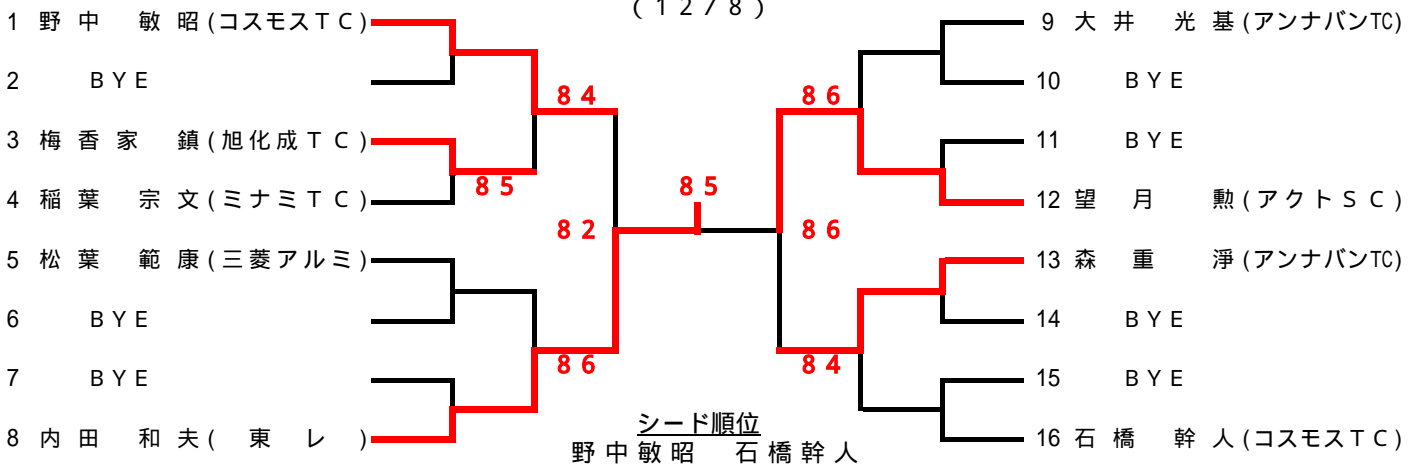 (12/8)
1 野中 敏昭(コスモスTC)
2 BYE
3 梅香家 鎮(旭化成TC)
4 稲葉 宗文(ミナミTC)
5 松葉 範康(三菱アルミ)
6 BYE
7 BYE
8 内田 和夫( 東 レ )
84
85
82
86
85
86
86
84
9 大井 光基(アンナバンTC)
10 BYE
11 BYE
12 望月 勲(アクトSC)
13 森重 淨(アンナバンTC)
14 BYE
15 BYE
16 石橋 幹人(コスモスTC)
シード順位
野中敏昭 石橋幹人